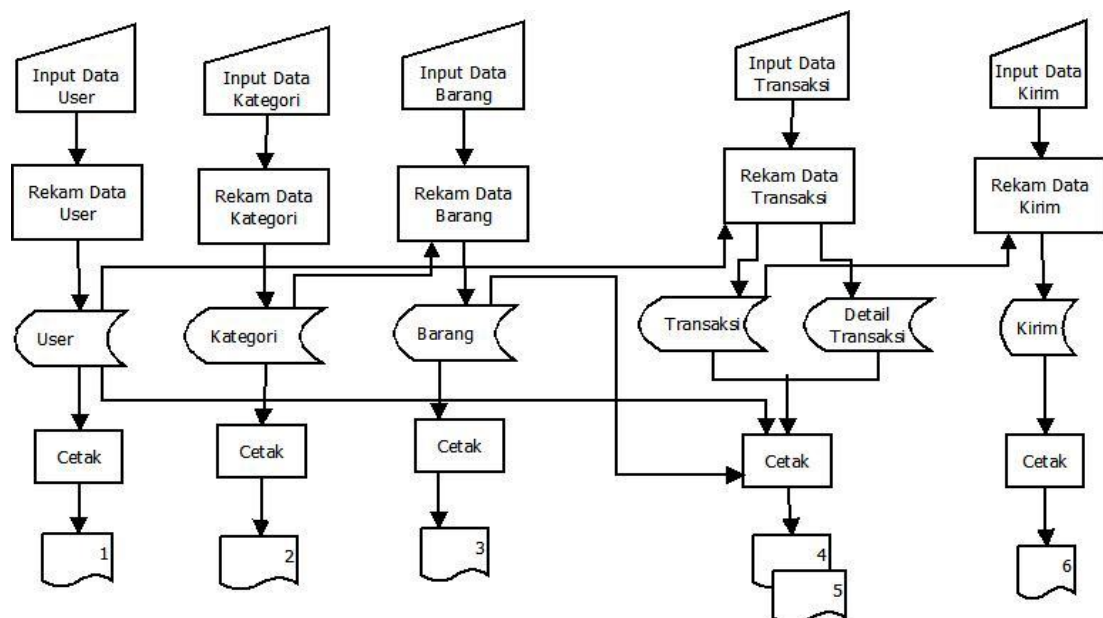 Input Data
User
Input Data
Kategori
Input Data
Barang
Input Data
Transaksi
Input Data
Kirim
Rekam Data
User
Rekam Data
Kategori
Rekam Data
Barang
Rekam Data
Transaksi
Rekam Data
Kirim
User
Kategori
Barang
Transaksi
Detail
Transaksi
Kirim
Cetak
Cetak
Cetak
Cetak
Cetak
1
2
3
4
5
6